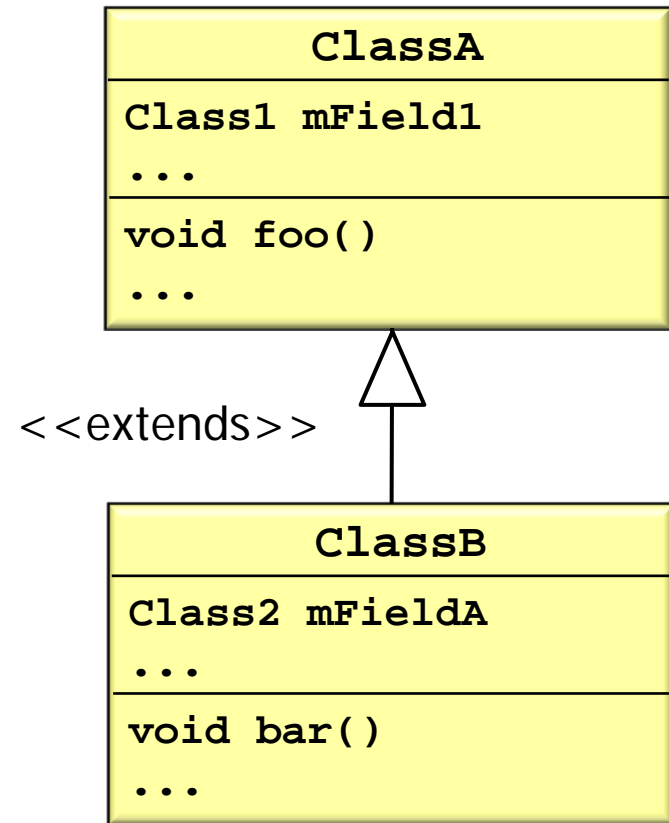 ClassA
Class1 mField1
...
void foo()
...
<<extends>>
ClassB
Class2 mFieldA
...
void bar()
...